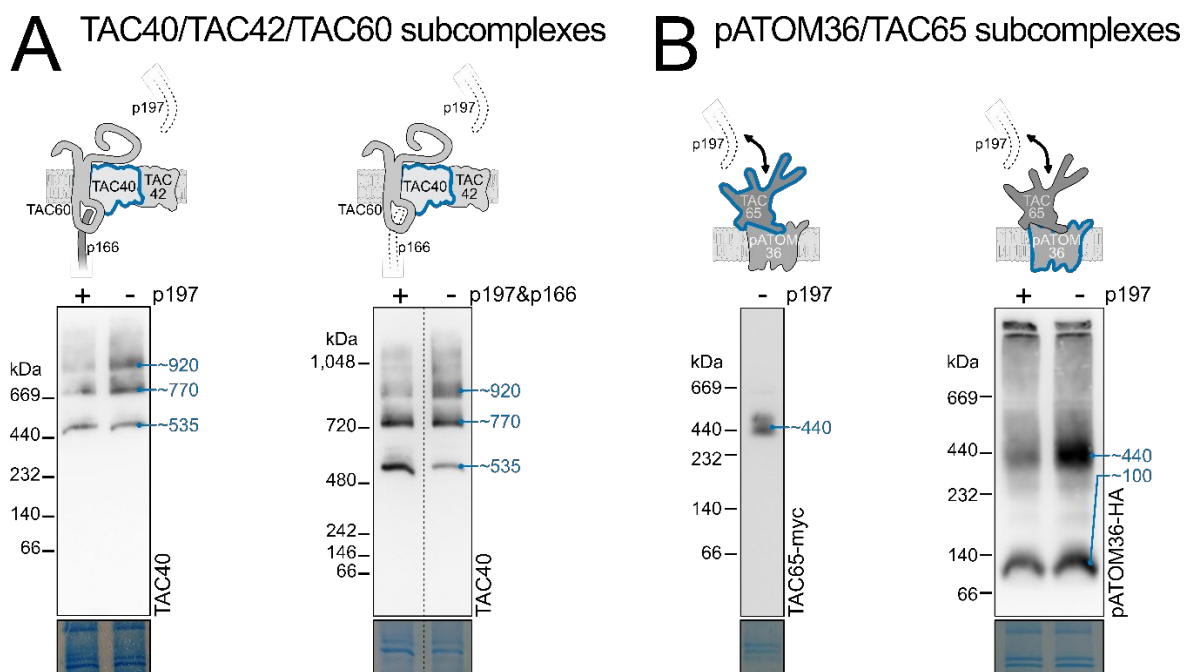 A TAC40/TAC42/TAC60 subcomplexes
p197
TAC40
TAC
42
TAC60
p166
+ - p197
kDa
669
440
232
140
66
~920
~770
~535
TAC40
p197
TAC40
TAC
42
TAC60
p166
+ - p197&p166
kDa
1,048
720
480
242
146
66
~920
~770
~535
TAC40
B pATOM36/TAC65 subcomplexes
p197
TAC
65
pATOM
36
- p197
kDa
669
440
232
140
66
~440
TAC65-myc
p197
TAC
65
pATOM
36
+ - p197
kDa
669
440
232
140
66
~440
~100
pATOM36-HA